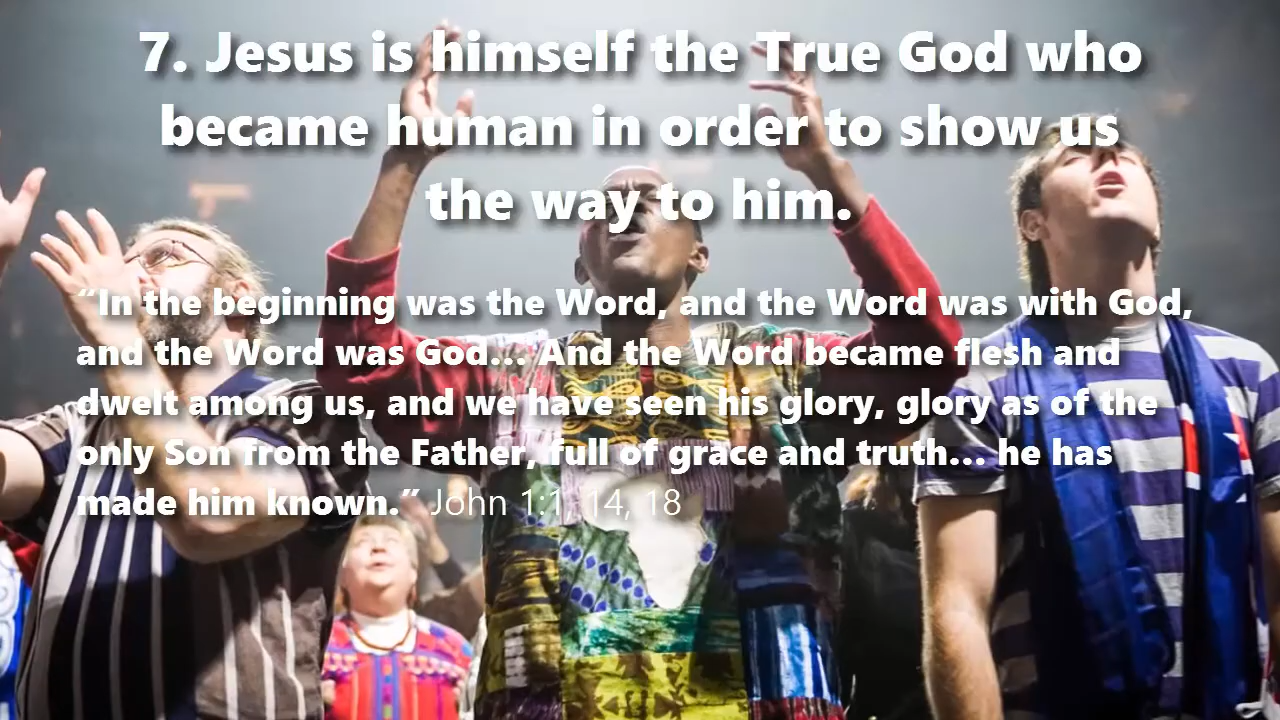 7. Jesus is himself the True God who
became human in order to show us
the way to him.
“In the beginning was the Word, and the Word was with God,
and the Word was God... And the Word became flesh and
dwelt among us, and we have seen his glory, glory as of the
only Son from the Father, full of grace and truth... he has
made him known.” John 1:1, 14, 18